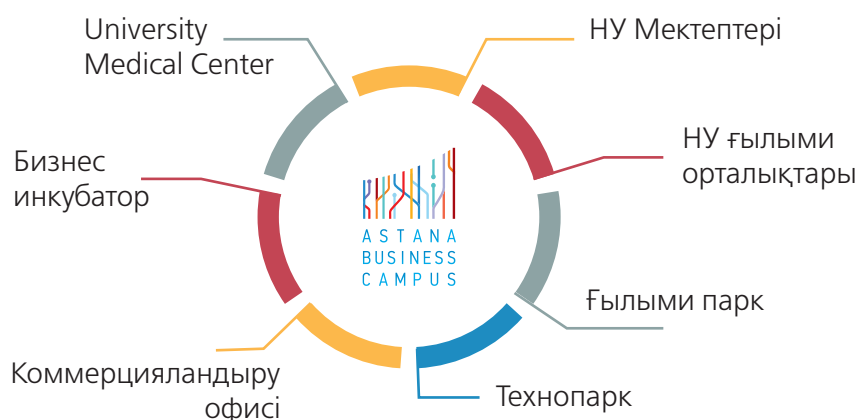 University
Medical Center
НУ Мектептері
НУ ғылыми
орталықтары
Бизнес
инкубатор
ASTANA
BUSINESS
CAMPUS
Ғылыми парк
Коммерцияландыру
офисі
Технопарк